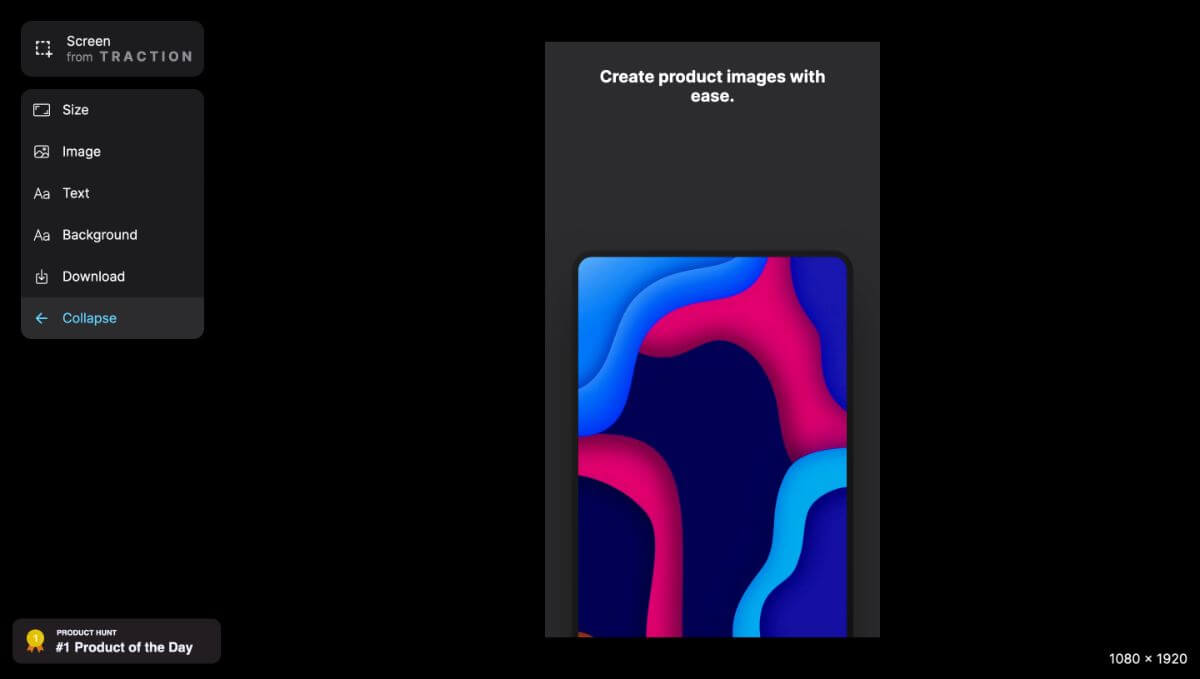 Screen
from TRACTION
Size
Image
Aa Text
Aa Background
Download
Collapse
Create product images with
ease.
1
PRODUCT HUNT
#1 Product of the Day
1080 × 1920